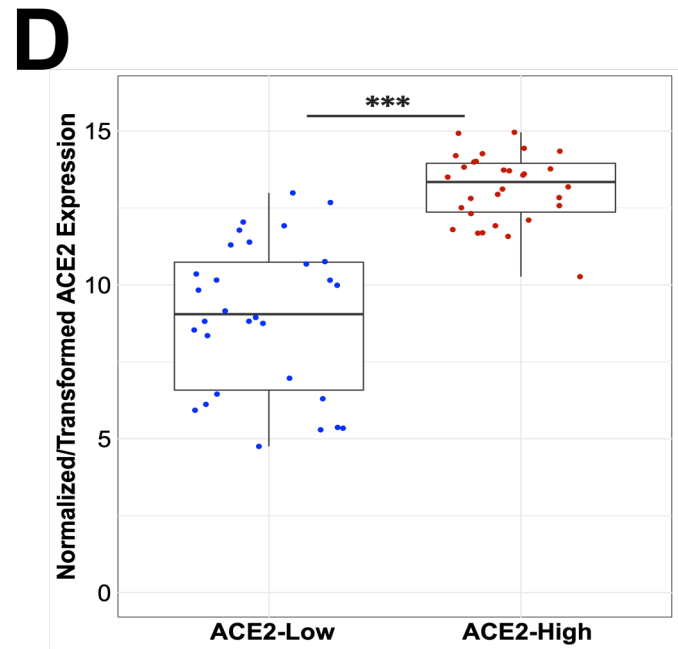 D
Normalized/Transformed ACE2 Expression
***
15
10
5
0
ACE2-Low
ACE2-High